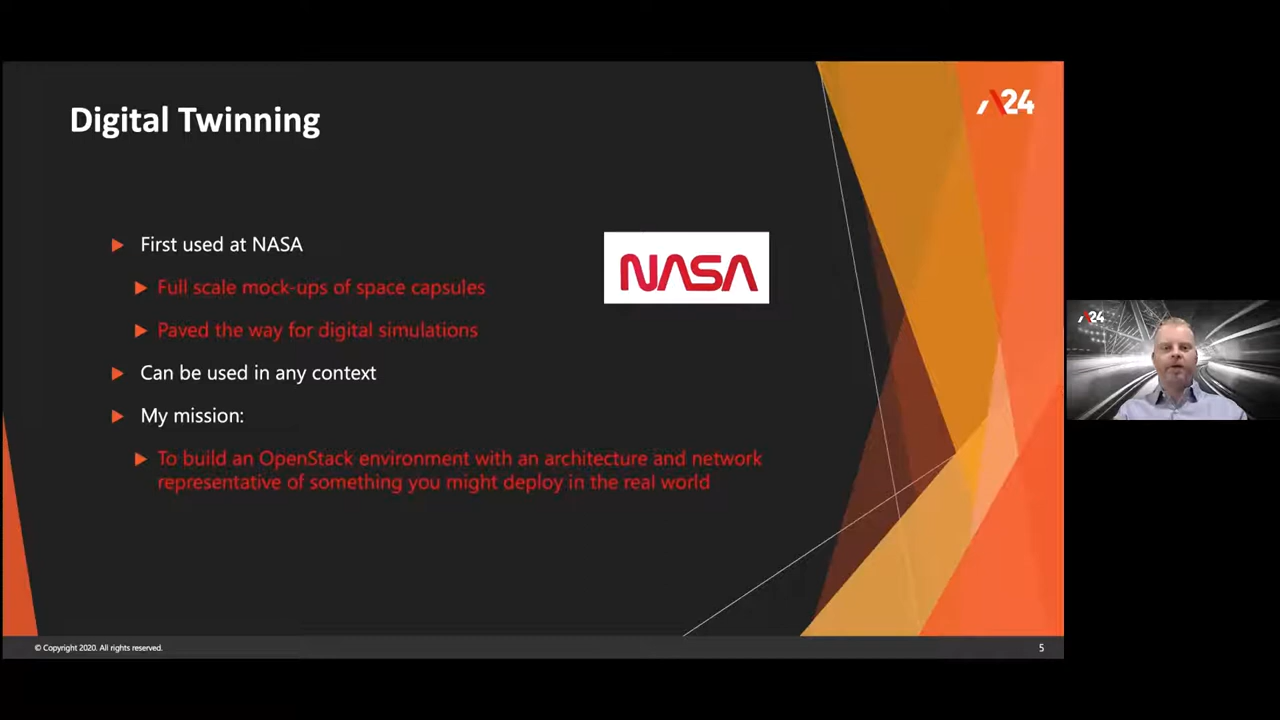 Digital Twinning
24
First used at NASA
NASA
Full scale mock-ups of space capsules
Paved the way for digital simulations
Can be used in any context
My mission:
To build an OpenStack environment with an architecture and network
representative of something you might deploy in the real world
24
© Copyright 2020. All rights reserved.
5